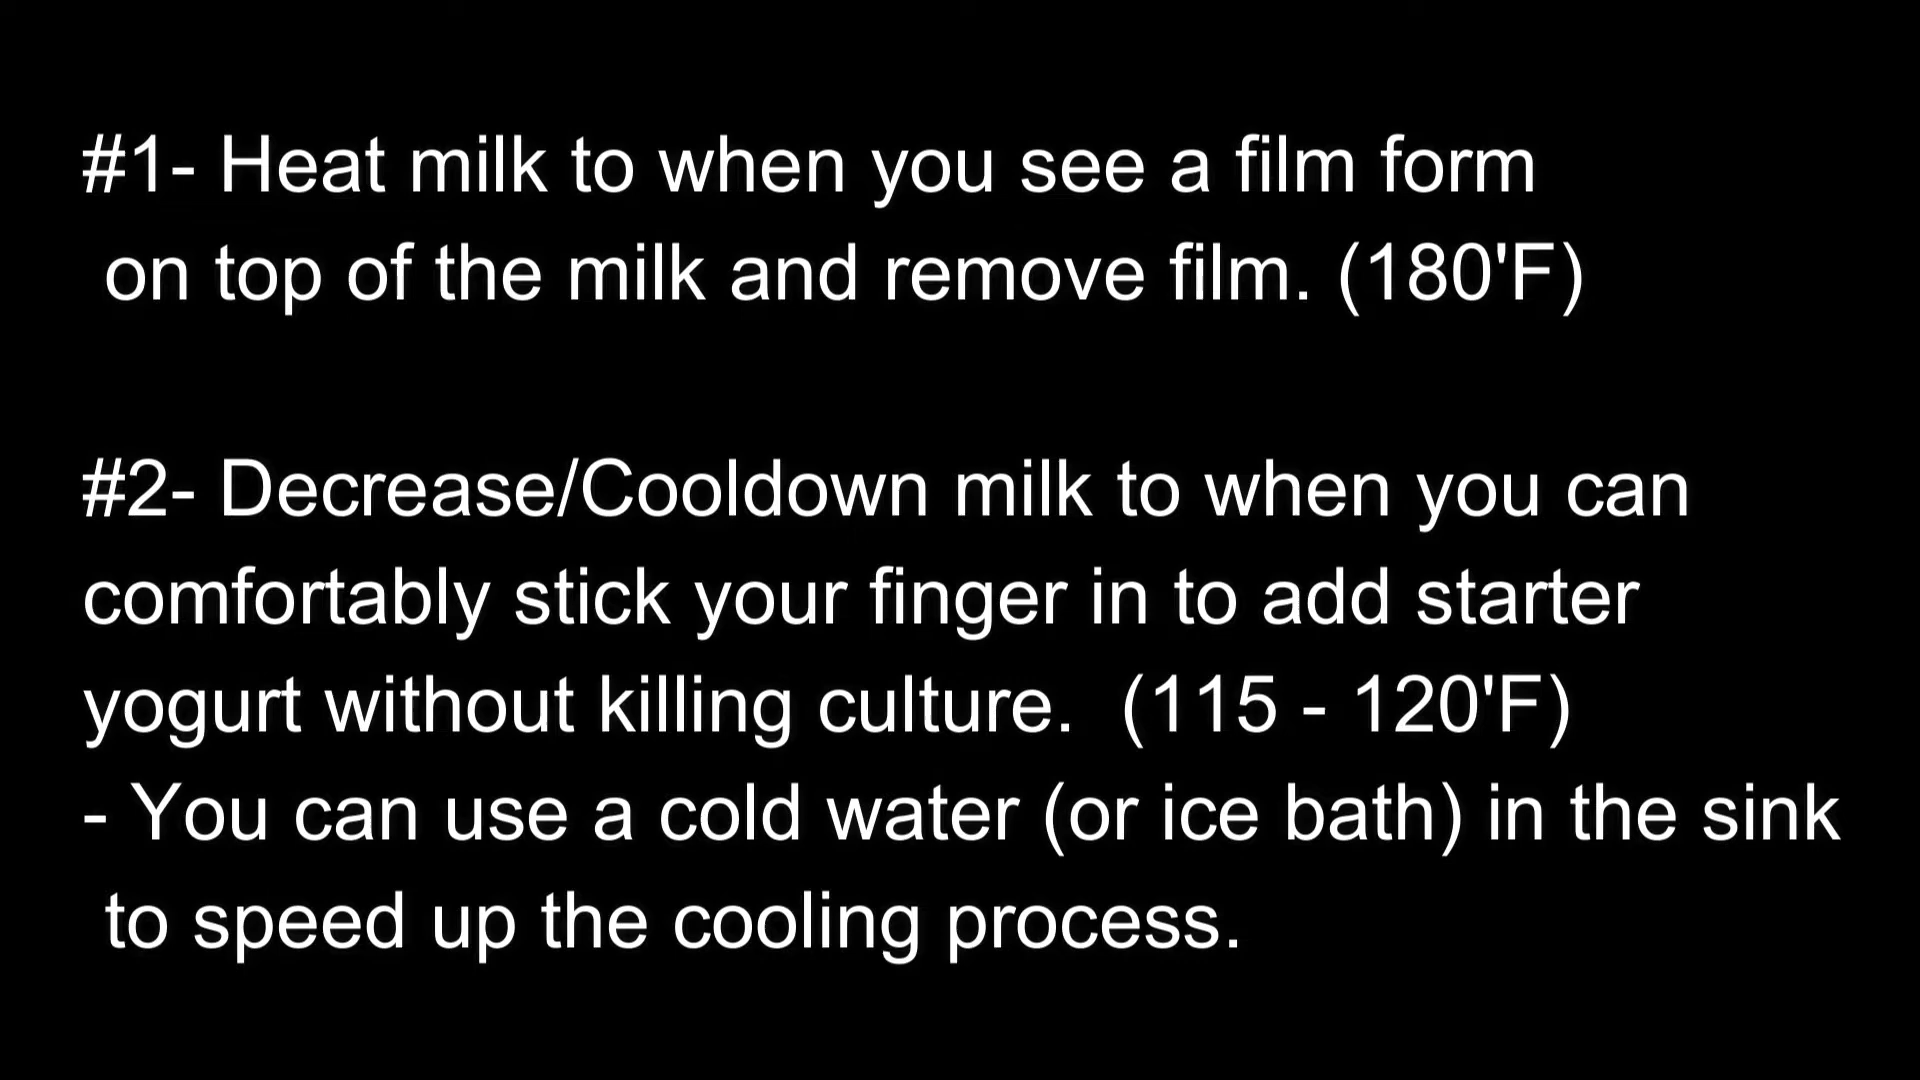 #1- Heat milk to when you see a film form
on top of the milk and remove film. (180'F)
#2- Decrease/Cooldown milk to when you can
comfortably stick your finger in to add starter
yogurt without killing culture.  (115 - 120'F)
- You can use a cold water (or ice bath) in the sink
to speed up the cooling process.